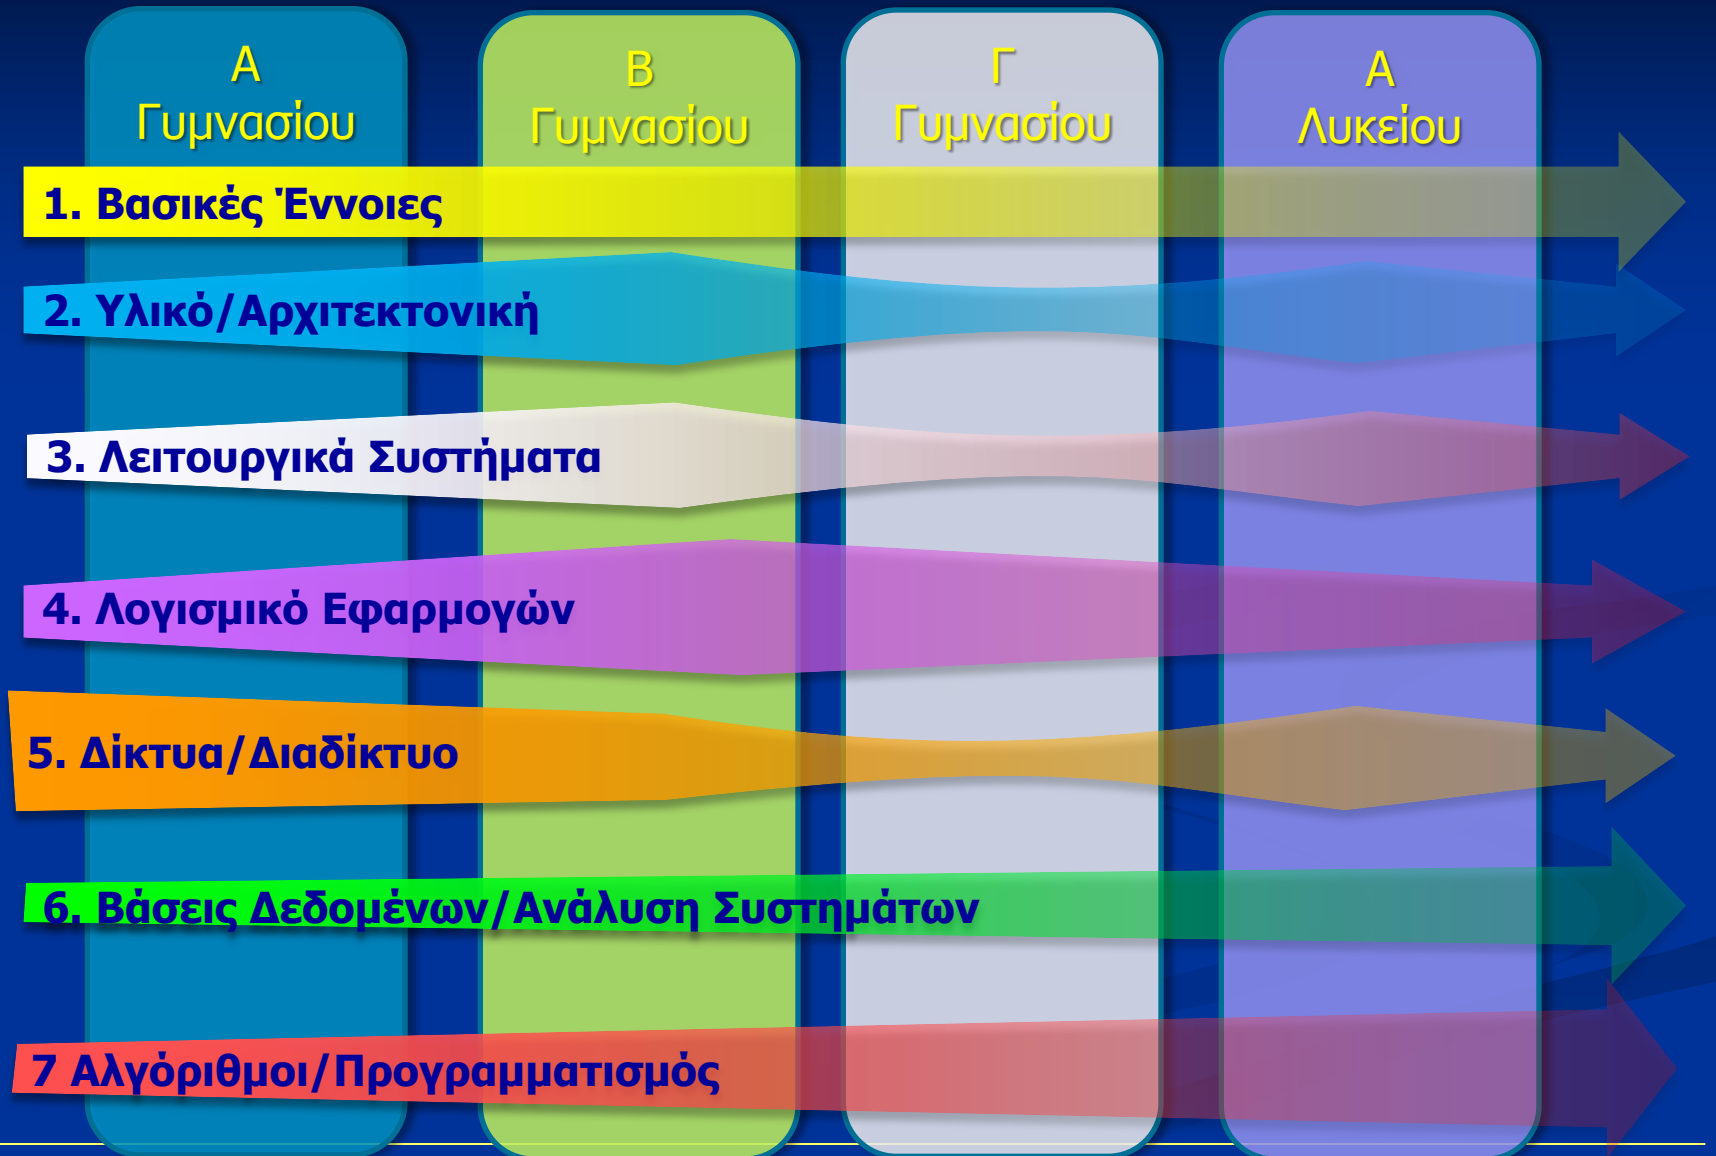 Α
Γυμνασίου
Β
Γυμνασίου
Γ
Γυμνασίου
Α
Λυκείου
1. Βασικές Έννοιες
2. Υλικό/Αρχιτεκτονική
3. Λειτουργικά Συστήματα
4. Λογισμικό Εφαρμογών
5. Δίκτυα/Διαδίκτυο
6. Βάσεις Δεδομένων/Ανάλυση Συστημάτων
7 Αλγόριθμοι/Προγραμματισμός